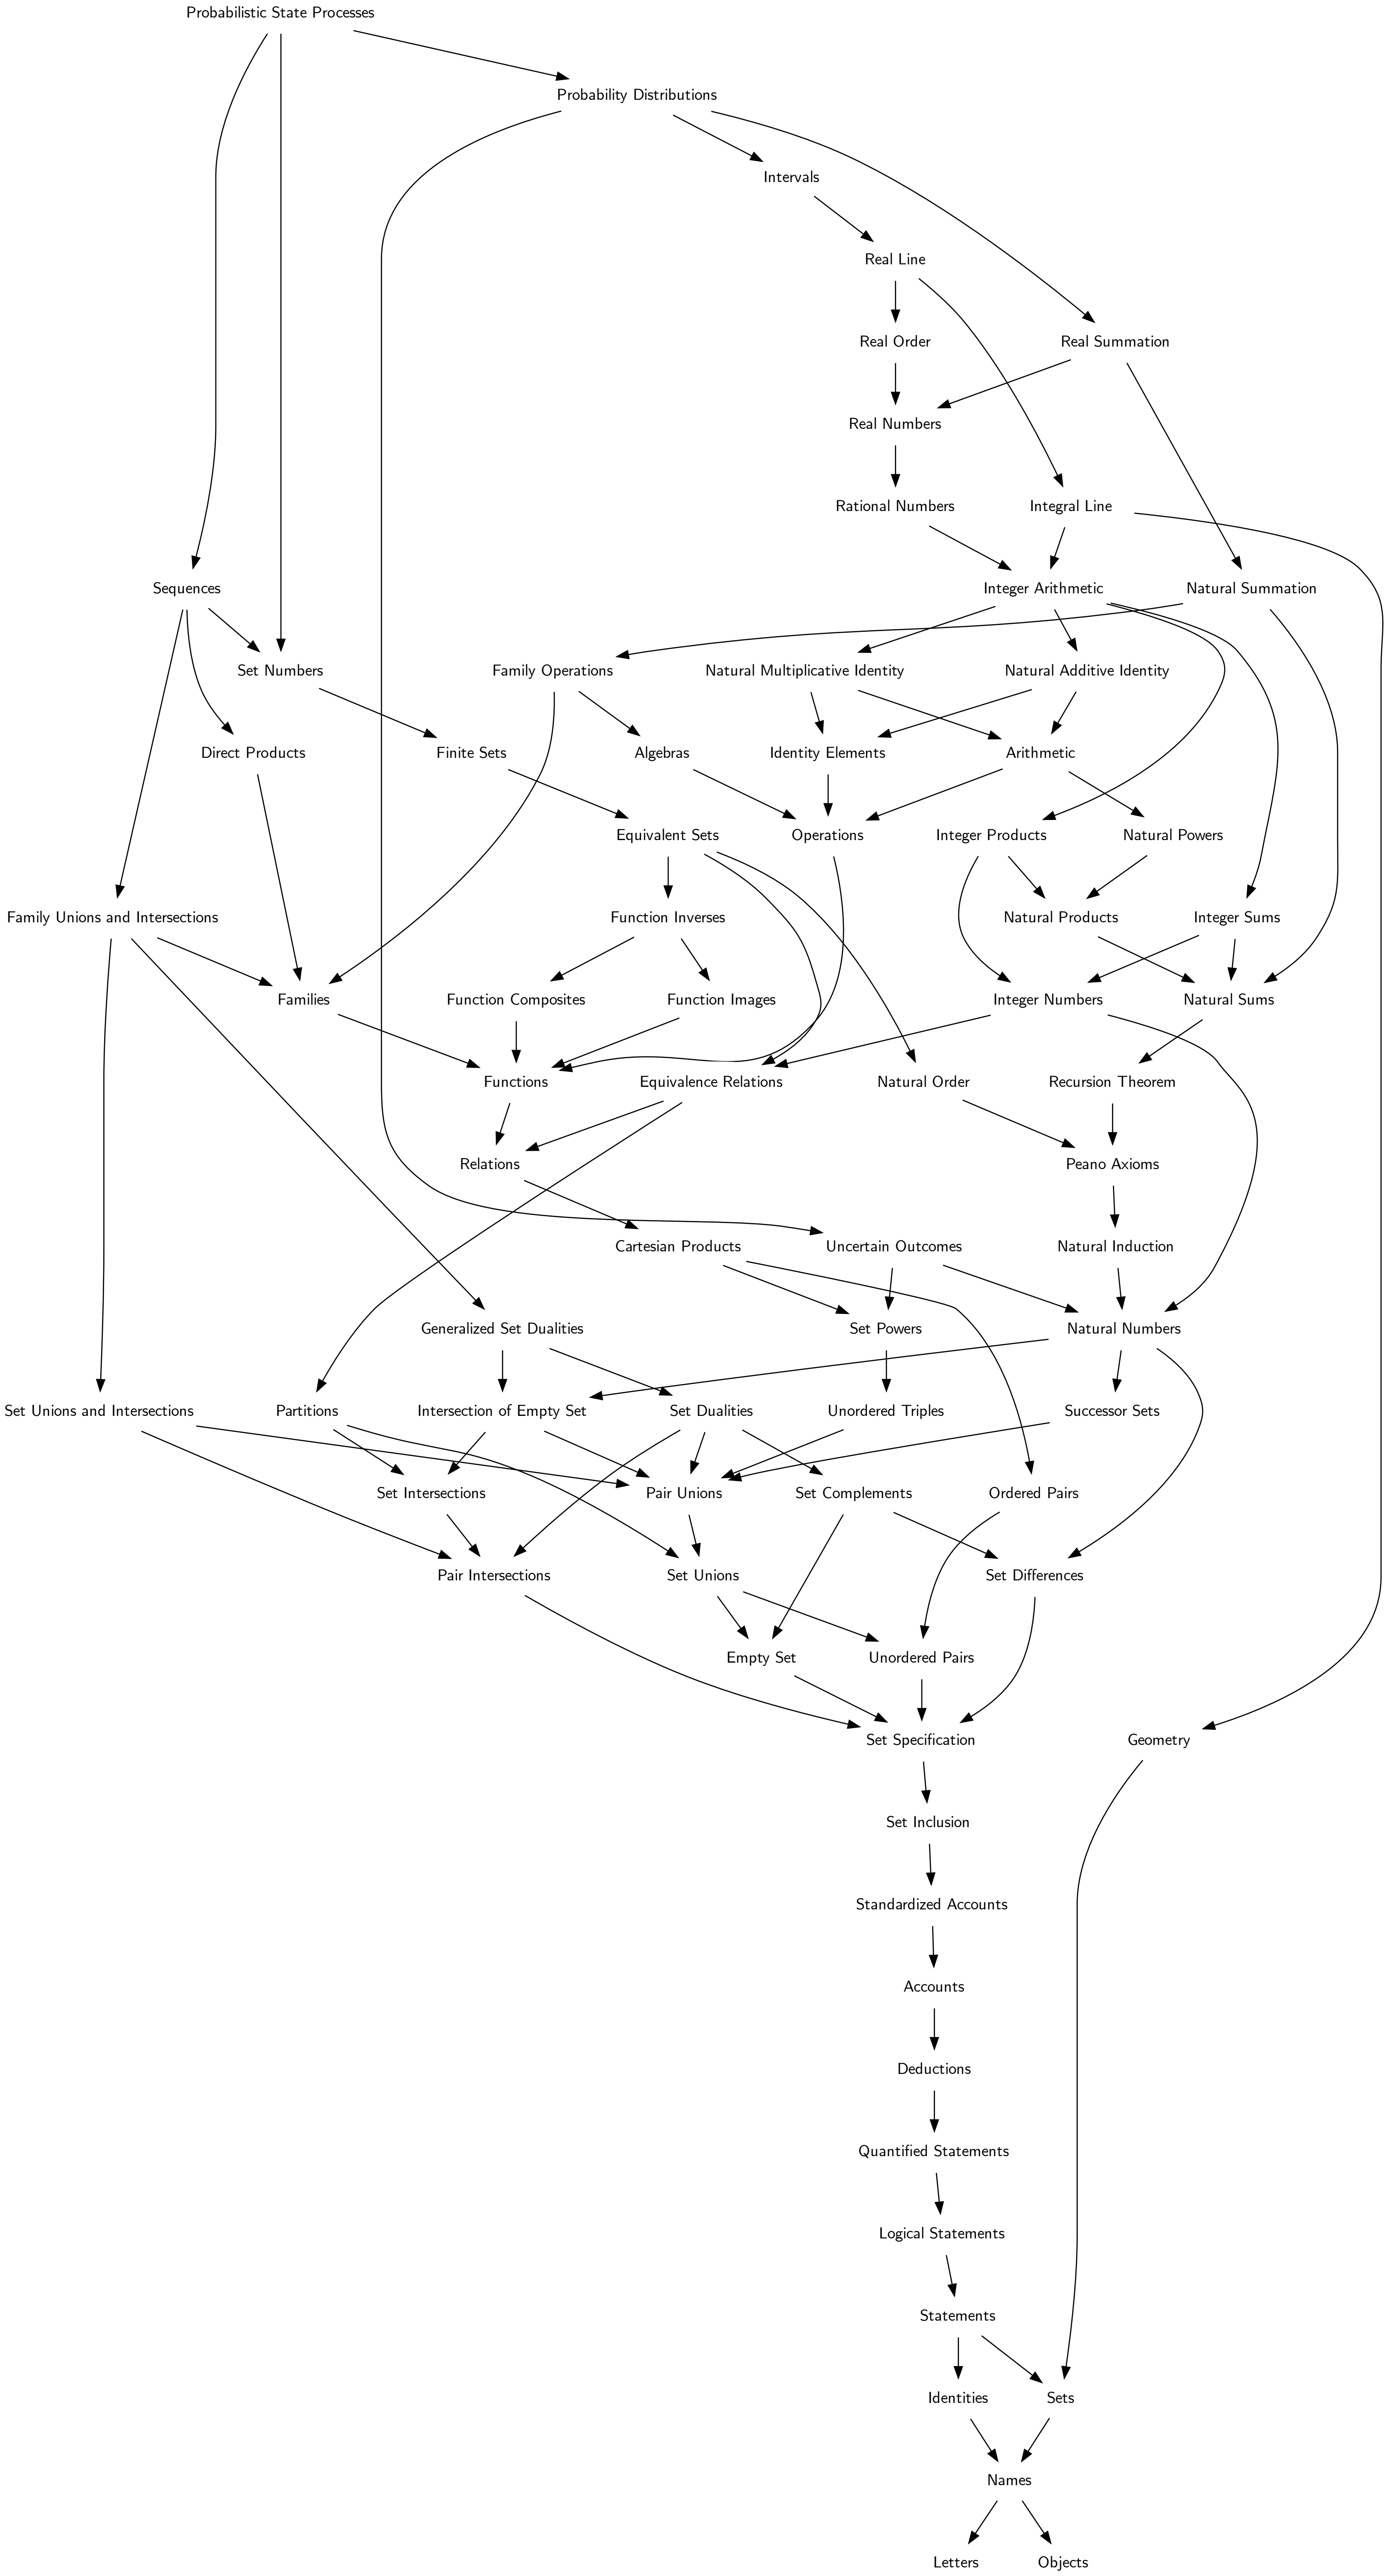 Probabilistic State Processes
Probability Distributions
Intervals
Real Line
Real Order
Real Summation
Real Numbers
Rational Numbers
Integral Line
Sequences
Integer Arithmetic
Natural Summation
Set Numbers
Family Operations
Natural Multiplicative Identity
Natural Additive Identity
Direct Products
Finite Sets
Algebras
Identity Elements
Arithmetic
Equivalent Sets
Operations
Integer Products
Natural Powers
Family Unions and Intersections
Function Inverses
Natural Products
Integer Sums
Families
Function Composites
Function Images
Integer Numbers
Natural Sums
Functions
Equivalence Relations
Natural Order
Recursion Theorem
Relations
Peano Axioms
Cartesian Products
Uncertain Outcomes
Natural Induction
Generalized Set Dualities
Set Powers
Natural Numbers
Set Unions and Intersections
Partitions
Intersection of Empty Set
Set Dualities
Unordered Triples
Successor Sets
Set Intersections
Pair Unions
Set Complements
Ordered Pairs
Pair Intersections
Set Unions
Set Differences
Empty Set
Unordered Pairs
Set Specification
Geometry
Set Inclusion
Standardized Accounts
Accounts
Deductions
Quantified Statements
Logical Statements
Statements
Identities
Sets
Names
Letters
Objects